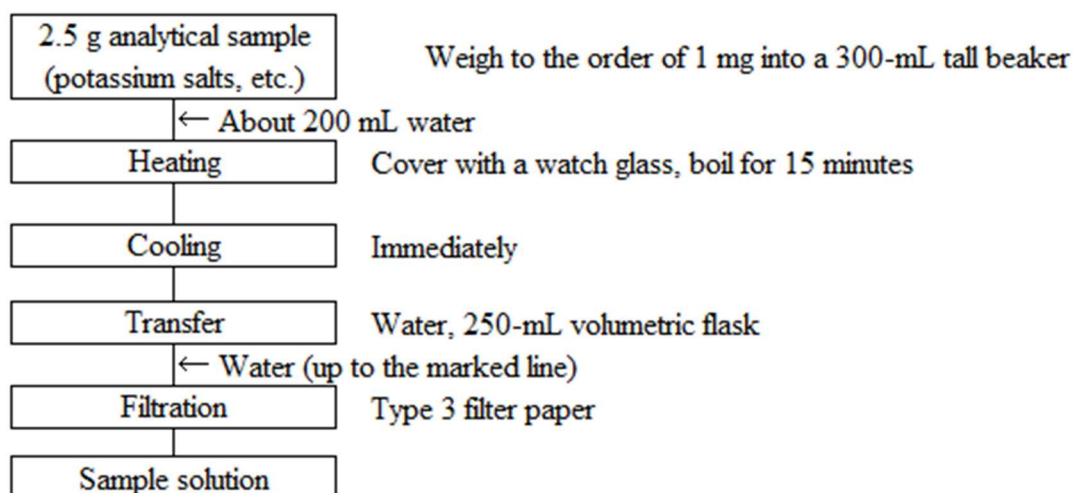 2.5 g analytical sample
(potassium salts, etc.)
Weigh to the order of 1 mg into a 300-mL tall beaker
← About 200 mL water
Heating
Cover with a watch glass, boil for 15 minutes
Cooling
Immediately
Transfer
Water, 250-mL volumetric flask
← Water (up to the marked line)
Filtration
Type 3 filter paper
Sample solution